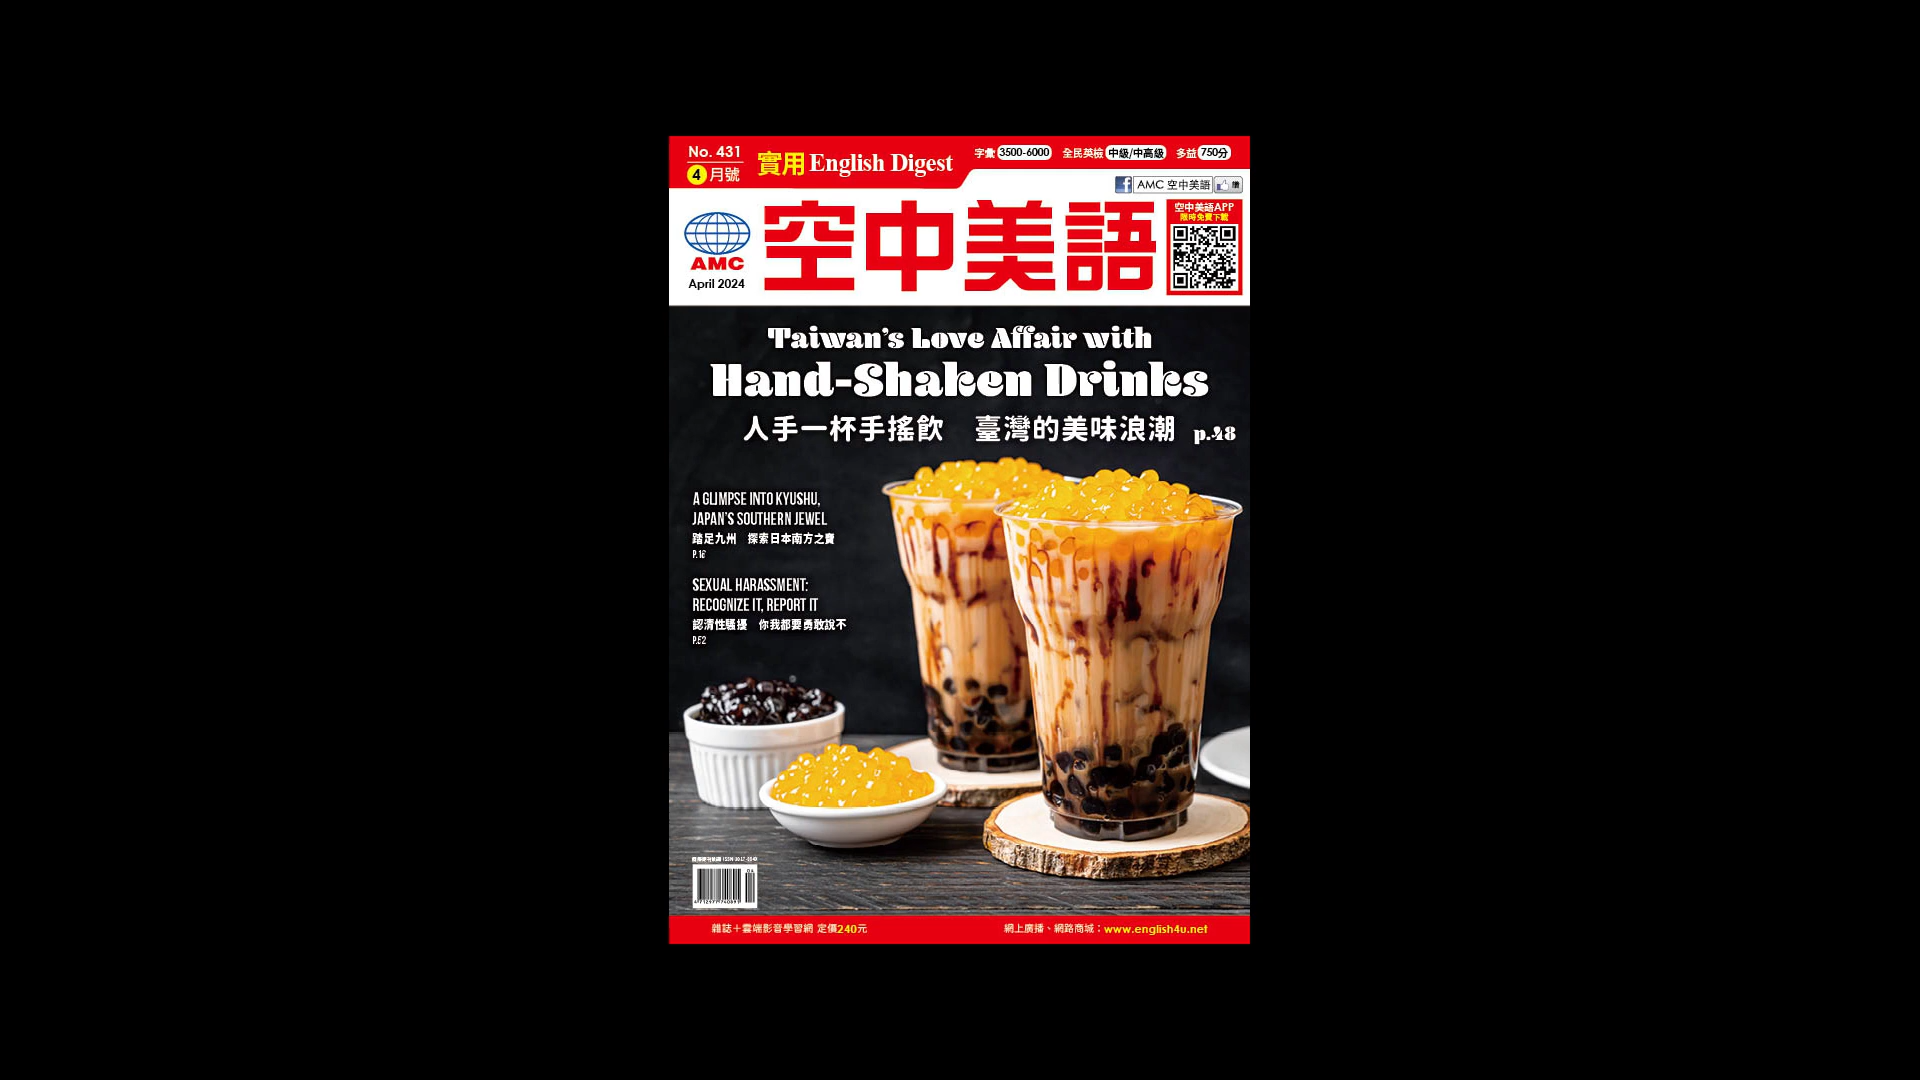 No. 431
4月號
實用 English Digest
字彙 3500-6000 全民英檢 中級/中高級 多益 750分
AMC 空中美語 讚
AMC
April 2024
空中美語
空中美語APP
限時免費下載
Taiwan's Love Affair with
Hand-Shaken Drinks
人手一杯手搖飲 臺灣的美味浪潮 p.48
A GLIMPSE INTO KYUSHU,
JAPAN'S SOUTHERN JEWEL
踏足九州 探索日本南方之寶
P.16
SEXUAL HARASSMENT:
RECOGNIZE IT, REPORT IT
認清性騷擾 你我都要勇敢說不
雜誌＋雲端影音學習網 定價240元
網上廣播、網路商城：www.english4u.net